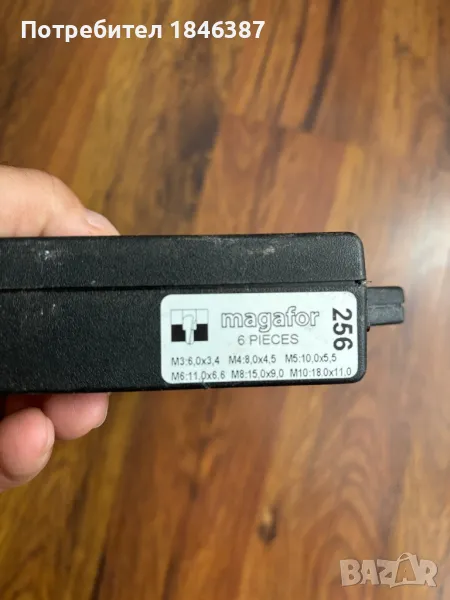 Потребител 1846387
magafor
6 PIECES
256
M3:6,0x3,4 M4:8,0x4,5 M5:10,0x5,5
M6:11,0x6,6 M8:15,0x9,0 M10:18,0x11,0
BAZAR